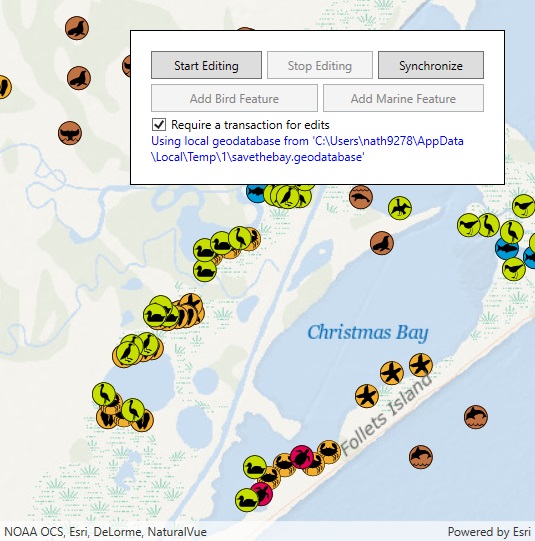 Start Editing
Stop Editing
Synchronize
Add Bird Feature
Add Marine Feature
Require a transaction for edits
Using local geodatabase from 'C:\Users\nath9278\AppData
\Local\Temp\1\savethebay.geodatabase'
Christmas Bay
Follets Island
NOAA OCS, Esri, DeLorme, NaturalVue
Powered by Esri